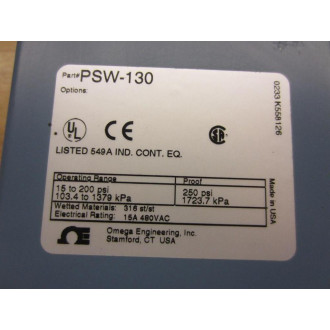 Part# PSW-130
Options:
0233 K558126
UL CE
LISTED 549A IND. CONT. EQ.
Operating Range Proof
15 to 200 psi 250 psi
103.4 to 1379 kPa 1723.7 kPa
Wetted Materials: 316 st/st
Electrical Rating: 15A 480VAC
Made in USA
Omega Engineering, Inc.
Stamford, CT USA